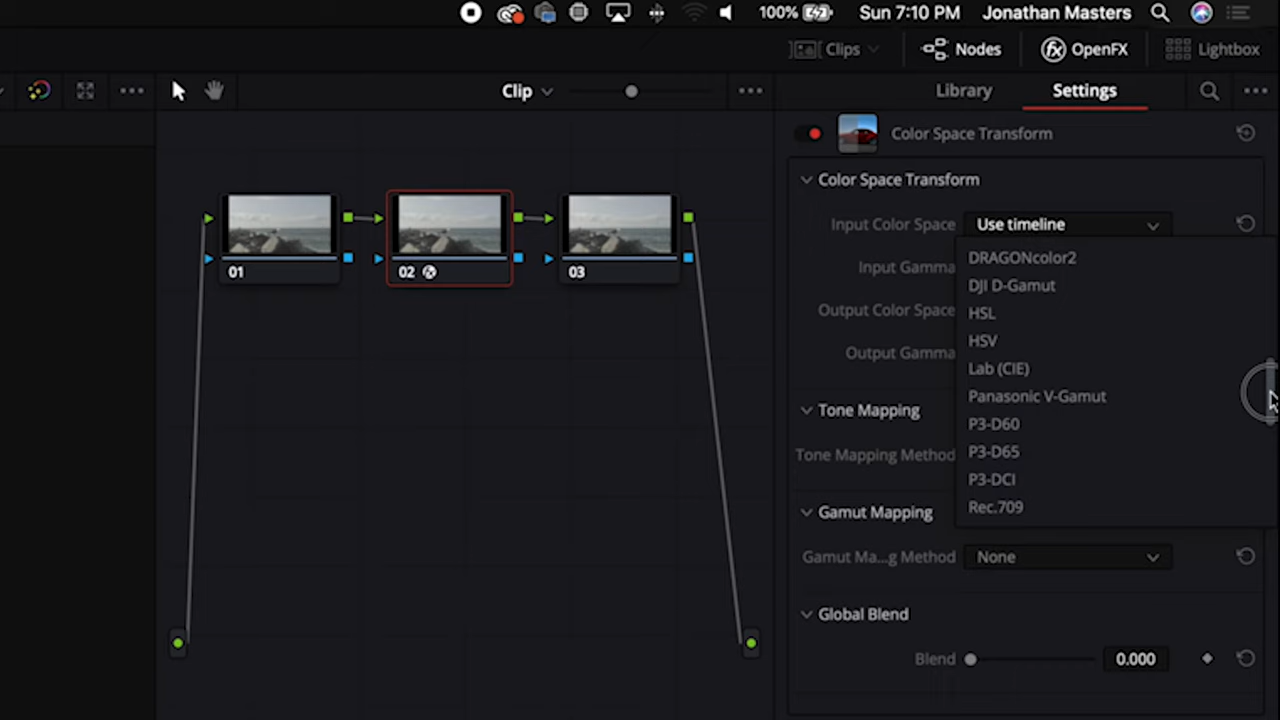 100% Sun 7:10 PM Jonathan Masters
Clips Nodes fx OpenFX Lightbox
Clip Library Settings
Color Space Transform
Color Space Transform
Input Color Space Use timeline
DRAGONcolor2
Input Gamma
DJI D-Gamut
Output Color Space
HSL
HSV
Output Gamma
Lab (CIE)
Panasonic V-Gamut
Tone Mapping
P3-D60
Tone Mapping Method
P3-D65
P3-DCI
Gamut Mapping
Rec.709
Gamut Ma...g Method None
Global Blend
Blend 0.000
01
02
03